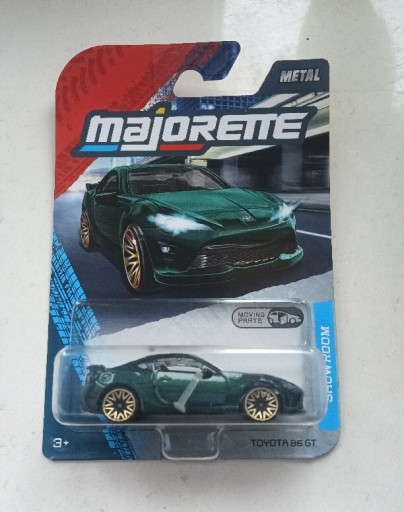 METAL
majorette
MOVING
PARTS
SHOWROOM
3+
TOYOTA 86 GT